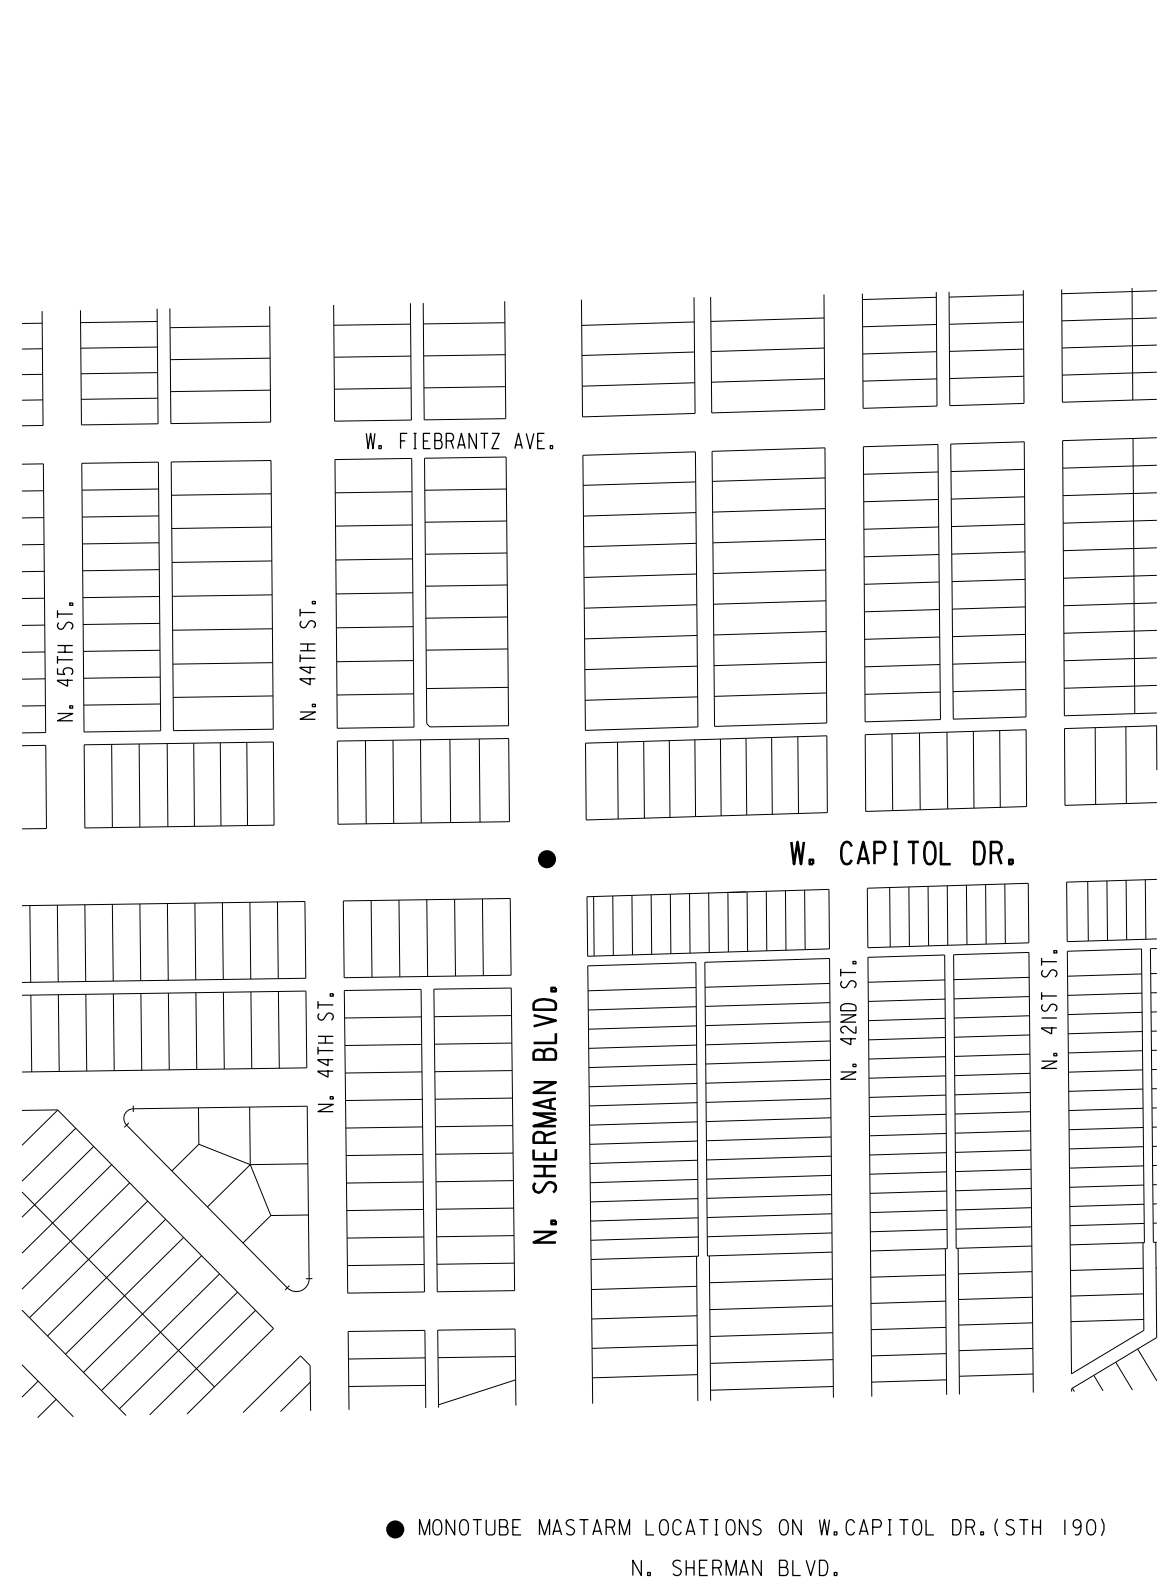 W. FIEBRANTZ AVE.
N. 45TH ST.
N. 44TH ST.
W. CAPITOL DR.
N. 44TH ST.
N. SHERMAN BLVD.
N. 42ND ST.
N. 41ST ST.
MONOTUBE MASTARM LOCATIONS ON W.CAPITOL DR.(STH 190)
N. SHERMAN BLVD.